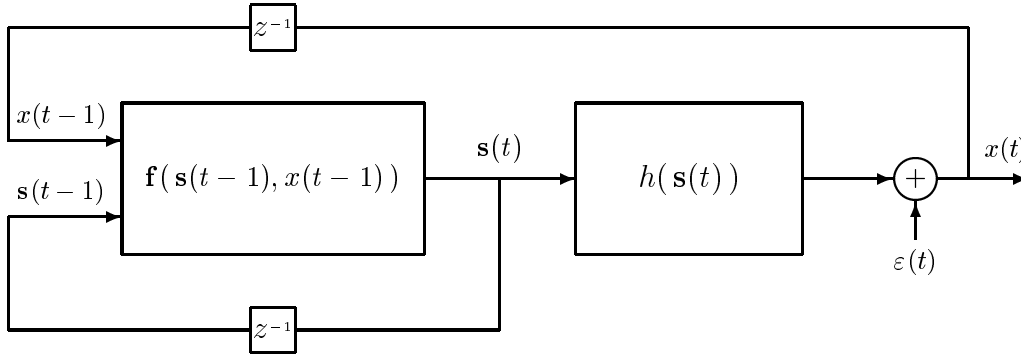 z⁻¹
x(t − 1)
s(t − 1)
f( s(t − 1), x(t − 1) )
s(t)
h( s(t) )
+
x(t)
ε(t)
z⁻¹